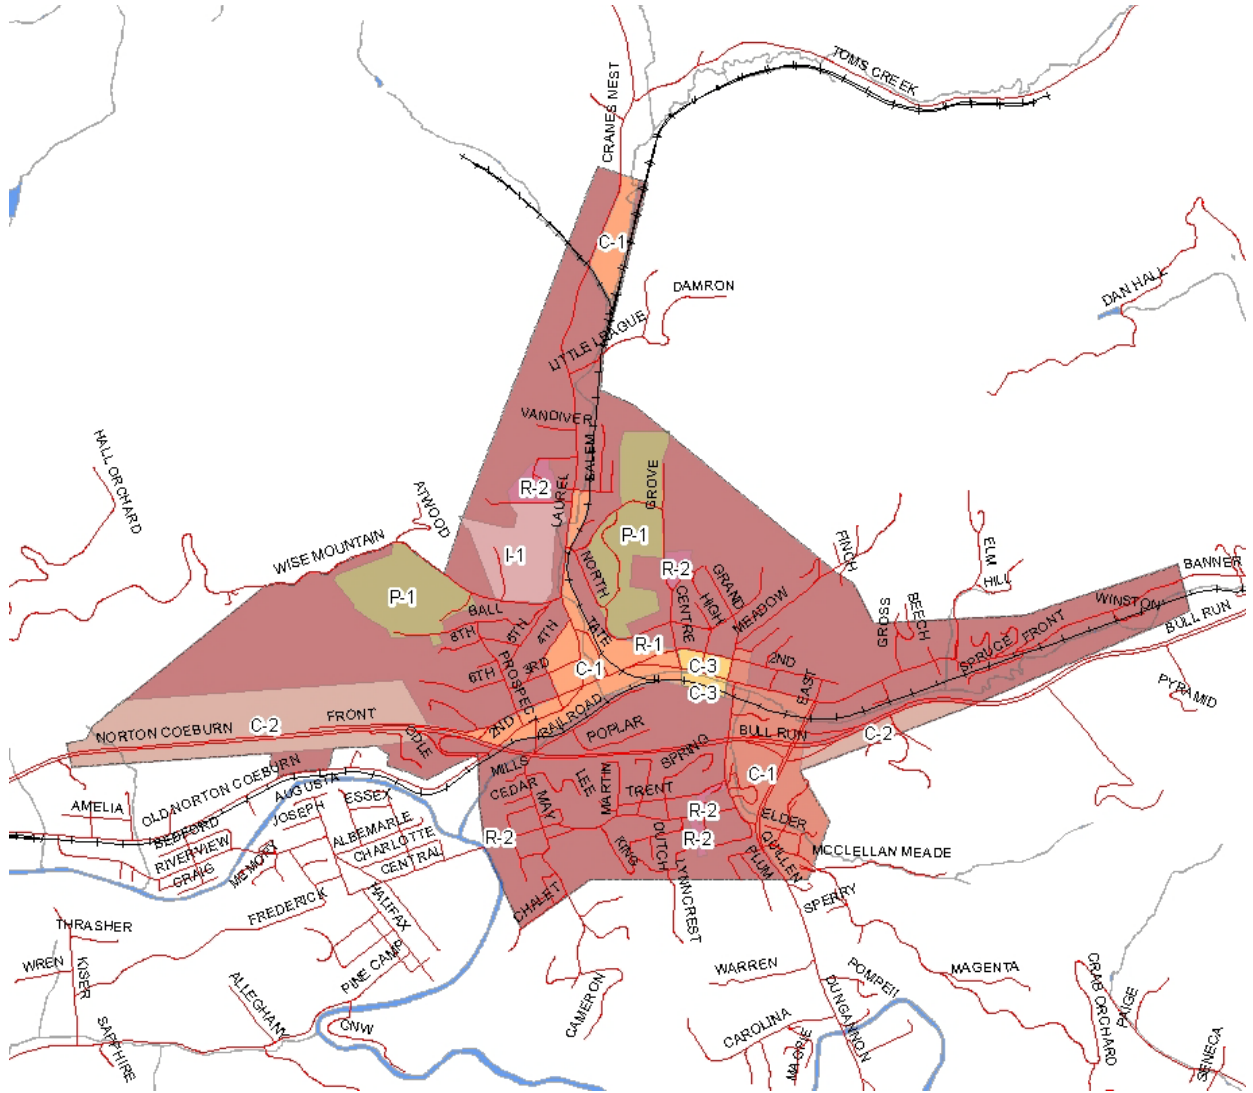 TOMS CREEK
CRANES NEST
C-1
DAMRON
DAN HALL
LITTLE LEAGUE
VANDIVER
HALL ORCHARD
ATWOOD
SALEM
LAUREL
R-2
GROVE
WISE MOUNTAIN
I-1
P-1
NORTH
R-2
FINCH
ELM
HILL
BANNER
P-1
BALL
8TH
5TH
4TH
TATE
CENTRE
GRAND
HIGH
MEADOW
GROSS
BEECH
WINSTON
BULL RUN
SPRUCE
FRONT
R-1
6TH
3RD
PROSPECT
C-1
C-3
2ND
C-3
EAST
PYRAMID
NORTON COEBURN
C-2
FRONT
2ND
RAILROAD
POPLAR
BULL RUN
C-2
ODLE
SPRING
MILLS
C-1
OLD NORTON COEBURN
AUGUSTA
CEDAR
LEE
MARTIN
TRENT
AMELIA
JOSEPH
ESSEX
MAY
R-2
ELDER
BEDFORD
ALBEMARLE
RIVERVIEW
CHARLOTTE
R-2
KING
DUTCH
R-2
QUILLEN
MCCLELLAN MEADE
CRAIG
MEMORY
CENTRAL
PLUM
LYNNCREST
SPERRY
FREDERICK
HALIFAX
CHALET
THRASHER
WREN
KISER
PINE CAMP
WARREN
POMPEII
MAGENTA
CRAB ORCHARD
PAIGE
ALLEGHANY
CAMERON
DUNGANNON
CNW
CAROLINA
MAGGIE
SAPPHIRE
SENECA